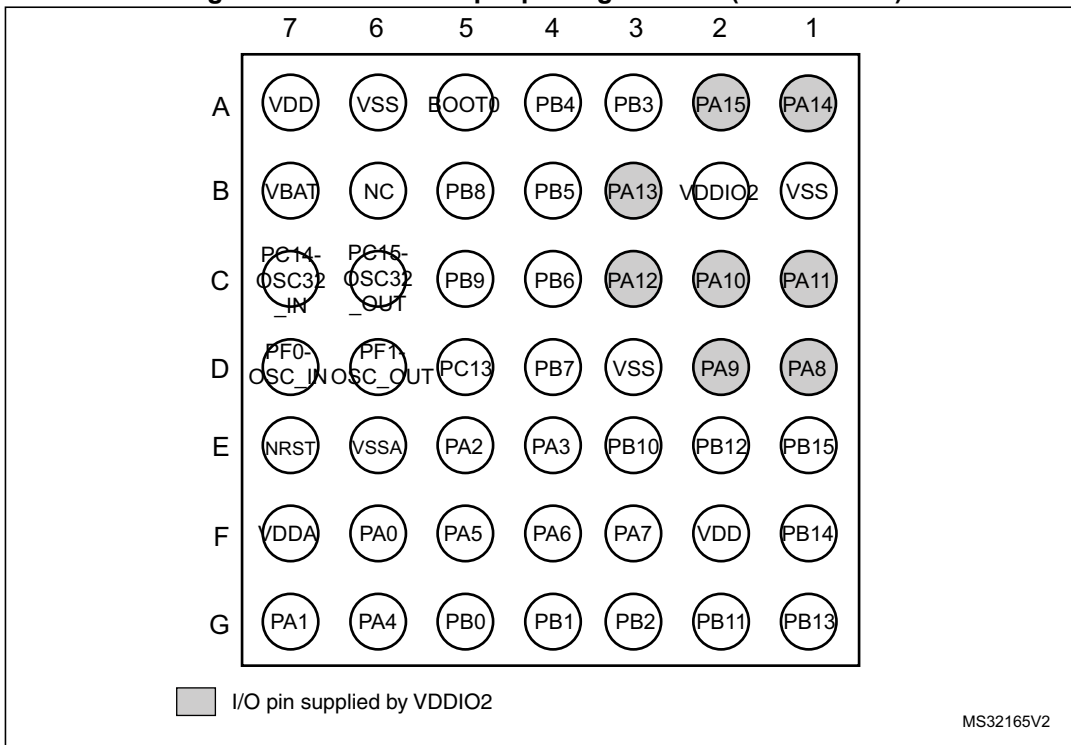 7 6 5 4 3 2 1
A VDD VSS BOOT0 PB4 PB3 PA15 PA14
B VBAT NC PB8 PB5 PA13 VDDIO2 VSS
C PC14-OSC32_IN PC15-OSC32_OUT PB9 PB6 PA12 PA10 PA11
D PF0-OSC_IN PF1-OSC_OUT PC13 PB7 VSS PA9 PA8
E NRST VSSA PA2 PA3 PB10 PB12 PB15
F VDDA PA0 PA5 PA6 PA7 VDD PB14
G PA1 PA4 PB0 PB1 PB2 PB11 PB13
I/O pin supplied by VDDIO2
MS32165V2